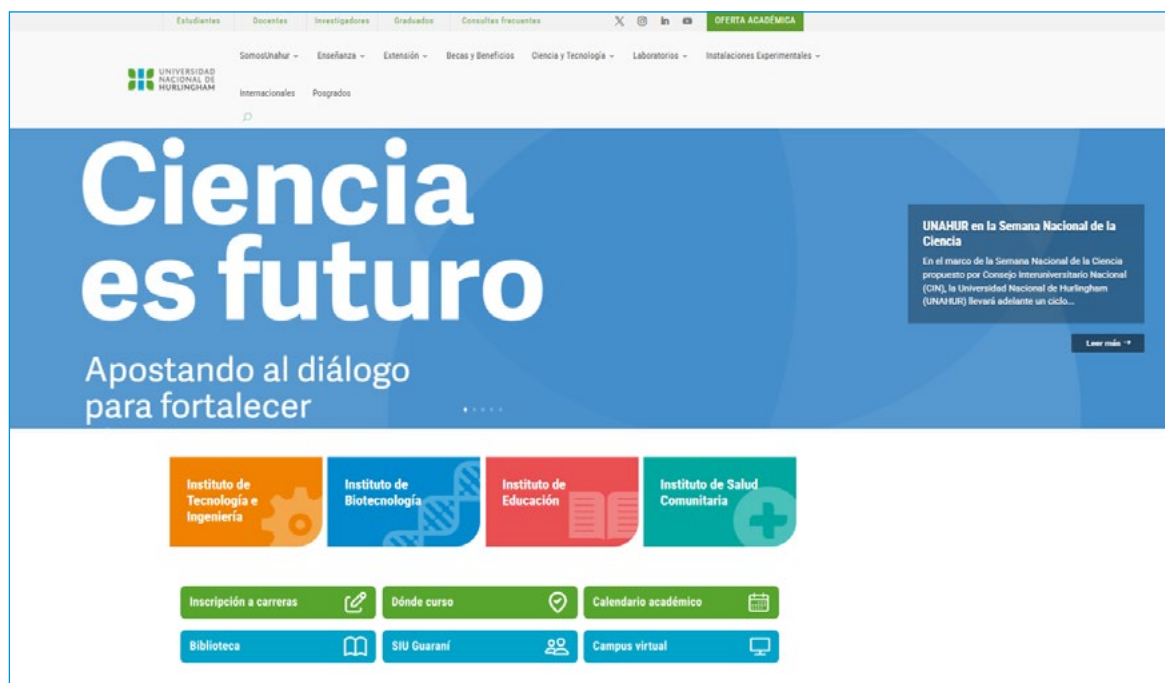 Estudiantes Docentes Investigadores Graduados Consultas frecuentes OFERTA ACADÉMICA
UNIVERSIDAD
NACIONAL DE
HURLINGHAM
SomosUnahur Enseñanza Extensión Becas y Beneficios Ciencia y Tecnología Laboratorios Instalaciones Experimentales
Internacionales Posgrados
Ciencia
es futuro
Apostando al diálogo
para fortalecer
UNAHUR en la Semana Nacional de la
Ciencia
En el marco de la Semana Nacional de la Ciencia
propuesto por Consejo Interuniversitario Nacional
(CIN), la Universidad Nacional de Hurlingham
(UNAHUR) llevará adelante un ciclo...
Leer más
Instituto de
Tecnología e
Ingeniería
Instituto de
Biotecnología
Instituto de
Educación
Instituto de Salud
Comunitaria
Inscripción a carreras
Dónde curso
Calendario académico
Biblioteca
SIU Guaraní
Campus virtual